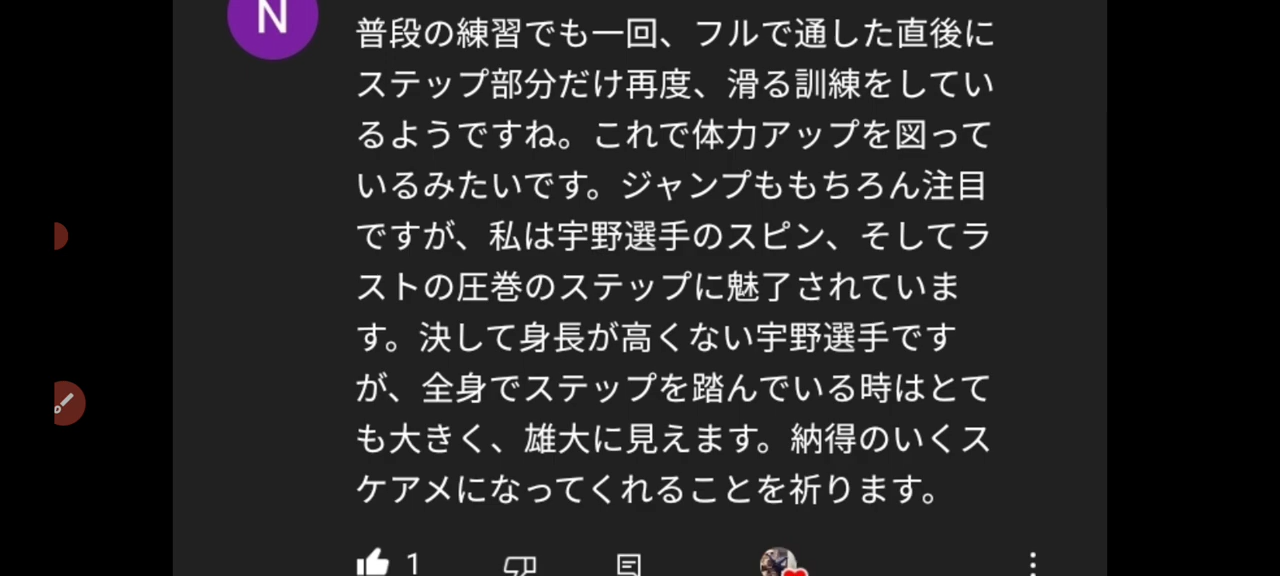 N
普段の練習でも一回、フルで通した直後に
ステップ部分だけ再度、滑る訓練をしてい
るようですね。これで体力アップを図って
いるみたいです。ジャンプももちろん注目
ですが、私は宇野選手のスピン、そしてラ
ストの圧巻のステップに魅了されていま
す。決して身長が高くない宇野選手です
が、全身でステップを踏んでいる時はとて
も大きく、雄大に見えます。納得のいくス
ケアメになってくれることを祈ります。
1